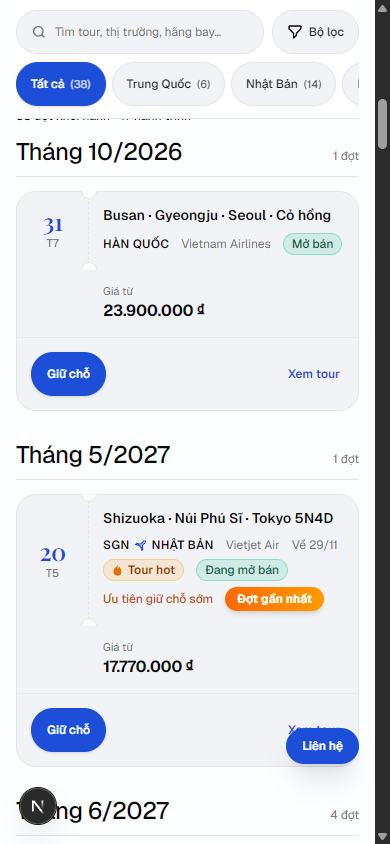 Tìm tour, thị trường, hãng bay...
Bộ lọc
Tất cả (38)
Trung Quốc (6)
Nhật Bản (14)
Tháng 10/2026
1 đợt
31
T7
Busan · Gyeongju · Seoul · Cỏ hồng
HÀN QUỐC Vietnam Airlines Mở bán
Giá từ
23.900.000 ₫
Giữ chỗ
Xem tour
Tháng 5/2027
1 đợt
20
T5
Shizuoka · Núi Phú Sĩ · Tokyo 5N4D
SGN NHẬT BẢN Vietjet Air Về 29/11
Tour hot Đang mở bán
Ưu tiên giữ chỗ sớm Đợt gần nhất
Giá từ
17.770.000 ₫
Giữ chỗ
Liên hệ
N
6/2027
4 đợt